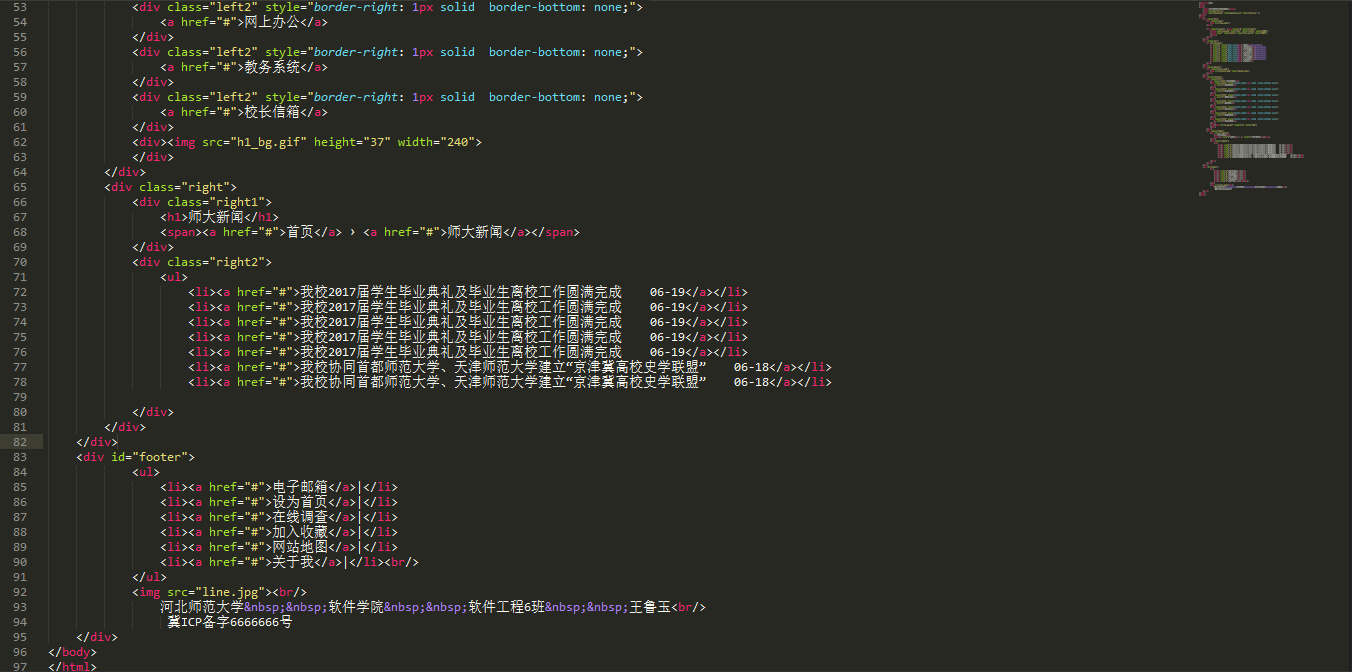 53 <div class="left2" style="border-right: 1px solid  border-bottom: none;">
54 <a href="#">网上办公</a>
55 </div>
56 <div class="left2" style="border-right: 1px solid  border-bottom: none;">
57 <a href="#">教务系统</a>
58 </div>
59 <div class="left2" style="border-right: 1px solid  border-bottom: none;">
60 <a href="#">校长信箱</a>
61 </div>
62 <div><img src="h1_bg.gif" height="37" width="240">
63 </div>
64 </div>
65 <div class="right">
66 <div class="right1">
67 <h1>师大新闻</h1>
68 <span><a href="#">首页</a> › <a href="#">师大新闻</a></span>
69 </div>
70 <div class="right2">
71 <ul>
72 <li><a href="#">我校2017届学生毕业典礼及毕业生离校工作圆满完成    06-19</a></li>
73 <li><a href="#">我校2017届学生毕业典礼及毕业生离校工作圆满完成    06-19</a></li>
74 <li><a href="#">我校2017届学生毕业典礼及毕业生离校工作圆满完成    06-19</a></li>
75 <li><a href="#">我校2017届学生毕业典礼及毕业生离校工作圆满完成    06-19</a></li>
76 <li><a href="#">我校2017届学生毕业典礼及毕业生离校工作圆满完成    06-19</a></li>
77 <li><a href="#">我校协同首都师范大学、天津师范大学建立“京津冀高校史学联盟”    06-18</a></li>
78 <li><a href="#">我校协同首都师范大学、天津师范大学建立“京津冀高校史学联盟”    06-18</a></li>
79
80 </div>
81 </div>
82 </div>
83 <div id="footer">
84 <ul>
85 <li><a href="#">电子邮箱</a>|</li>
86 <li><a href="#">设为首页</a>|</li>
87 <li><a href="#">在线调查</a>|</li>
88 <li><a href="#">加入收藏</a>|</li>
89 <li><a href="#">网站地图</a>|</li>
90 <li><a href="#">关于我</a>|</li><br/>
91 </ul>
92 <img src="line.jpg"><br/>
93 河北师范大学&nbsp;&nbsp;软件学院&nbsp;&nbsp;软件工程6班&nbsp;&nbsp;王鲁玉<br/>
94 冀ICP备字6666666号
95 </div>
96 </body>
97 </html>